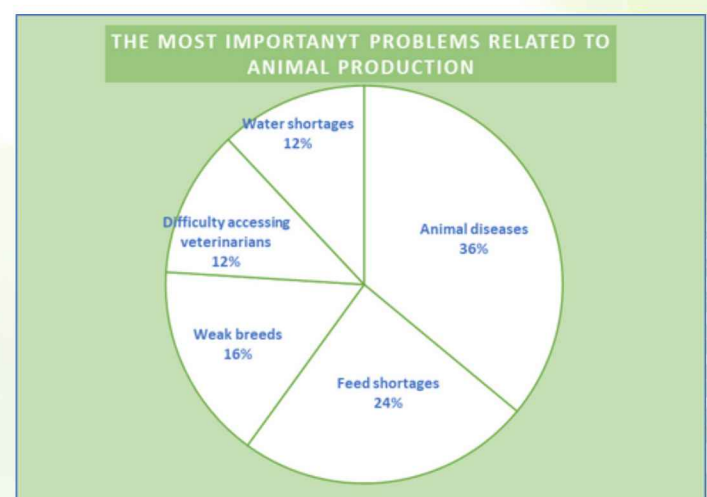 THE MOST IMPORTANYT PROBLEMS RELATED TO
ANIMAL PRODUCTION
Water shortages
12%
Animal diseases
36%
Difficulty accessing
veterinarians
12%
Weak breeds
16%
Feed shortages
24%